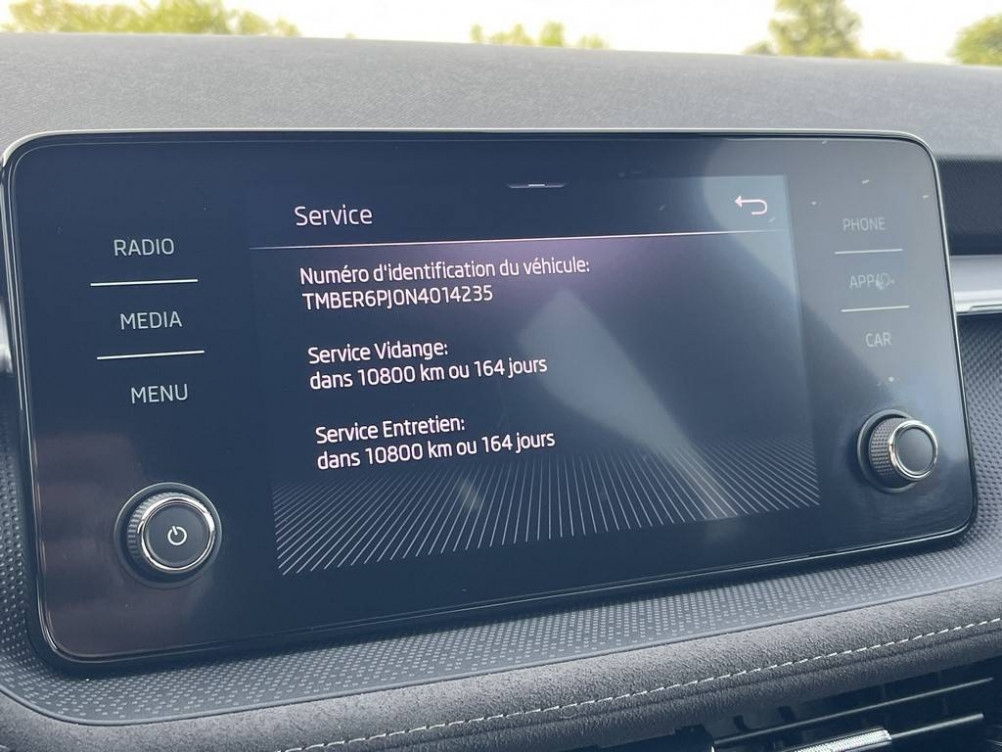 Service
RADIO
MEDIA
MENU
Numéro d'identification du véhicule:
TMBER6PJ0N4014235
Service Vidange:
dans 10800 km ou 164 jours
Service Entretien:
dans 10800 km ou 164 jours
PHONE
CAR